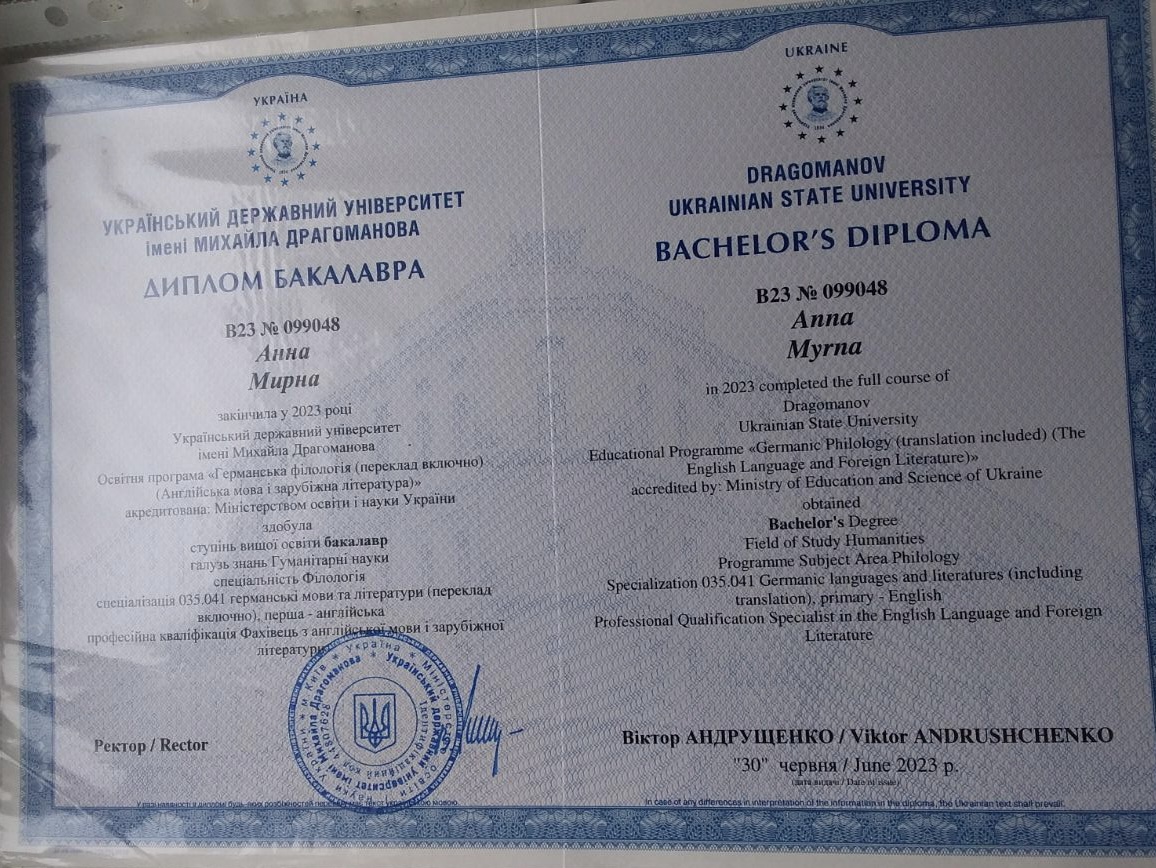 УКРАЇНА
УКРАЇНСЬКИЙ ДЕРЖАВНИЙ УНІВЕРСИТЕТ
імені МИХАЙЛА ДРАГОМАНОВА
ДИПЛОМ БАКАЛАВРА
В23 № 099048
Анна
Мирна
закінчила у 2023 році
Український державний університет
імені Михайла Драгоманова
Освітня програма «Германська філологія (переклад включно)
(Англійська мова і зарубіжна література)»
акредитована: Міністерством освіти і науки України
здобула
ступінь вищої освіти бакалавр
галузь знань Гуманітарні науки
спеціальність Філологія
спеціалізація 035.041 германські мови та літератури (переклад
включно), перша - англійська
професійна кваліфікація Фахівець з англійської мови і зарубіжної
літератури
Ректор / Rector
UKRAINE
DRAGOMANOV
UKRAINIAN STATE UNIVERSITY
BACHELOR'S DIPLOMA
B23 № 099048
Anna
Myrna
in 2023 completed the full course of
Dragomanov
Ukrainian State University
Educational Programme «Germanic Philology (translation included) (The
English Language and Foreign Literature)»
accredited by: Ministry of Education and Science of Ukraine
obtained
Bachelor's Degree
Field of Study Humanities
Programme Subject Area Philology
Specialization 035.041 Germanic languages and literatures (including
translation), primary - English
Professional Qualification Specialist in the English Language and Foreign
Literature
Віктор АНДРУЩЕНКО / Viktor ANDRUSHCHENKO
"30" червня / June 2023 р.
(дата видачі / Date of issue)
In case of any differences in interpretation of the information in the diploma, the Ukrainian text shall prevail.